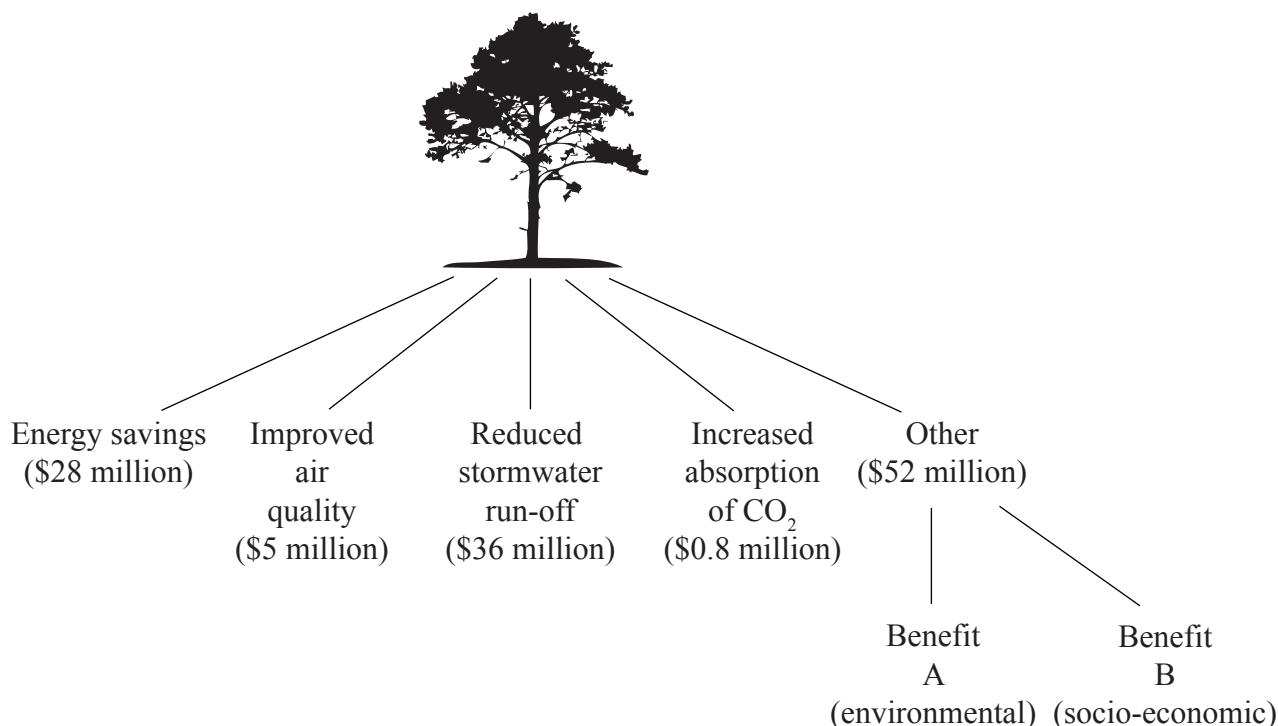 Energy savings
($28 million)
Improved
air
quality
($5 million)
Reduced
stormwater
run-off
($36 million)
Increased
absorption
of CO₂
($0.8 million)
Other
($52 million)
Benefit
A
(environmental)
Benefit
B
(socio-economic)